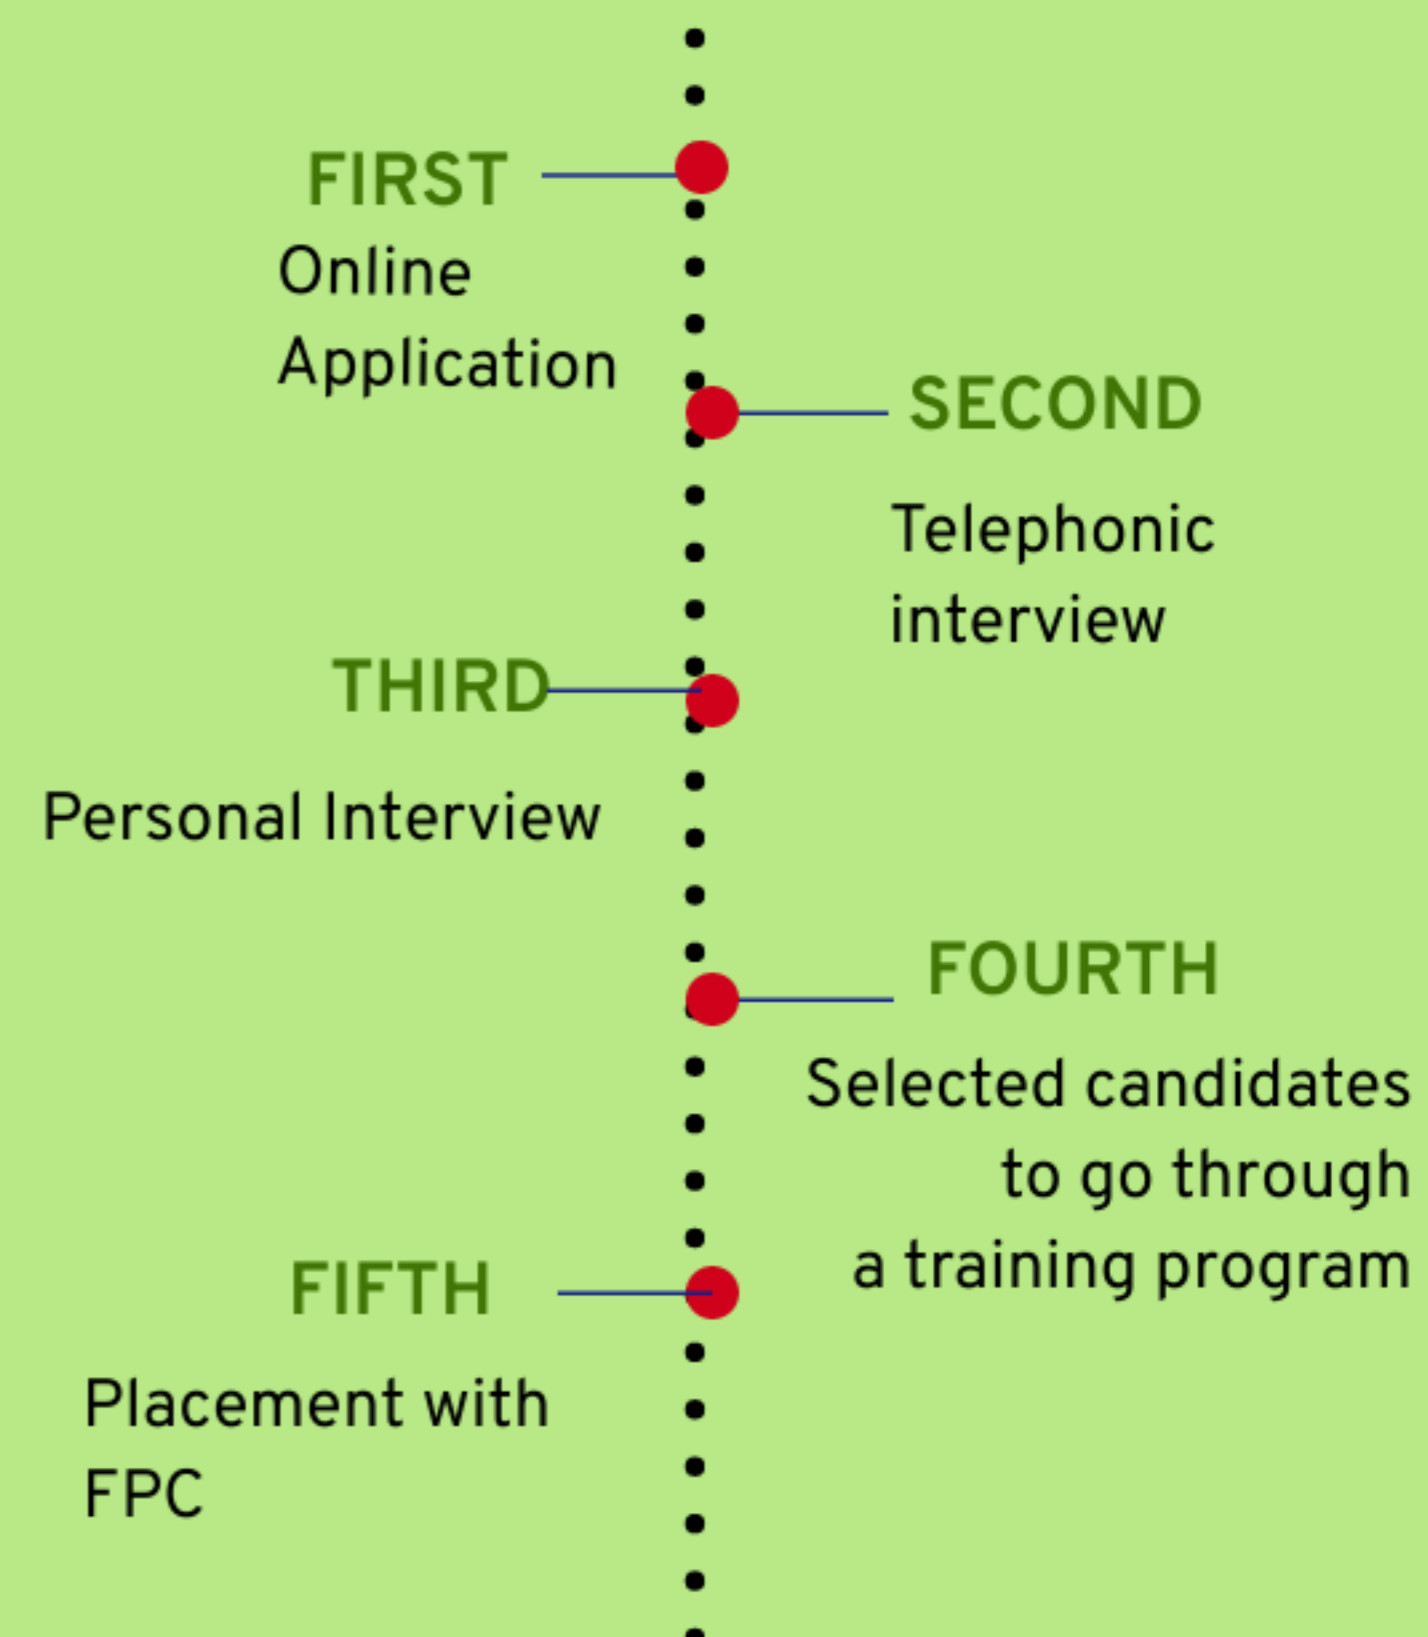 FIRST
Online
Application
SECOND
Telephonic
interview
THIRD
Personal Interview
FOURTH
Selected candidates
to go through
a training program
FIFTH
Placement with
FPC